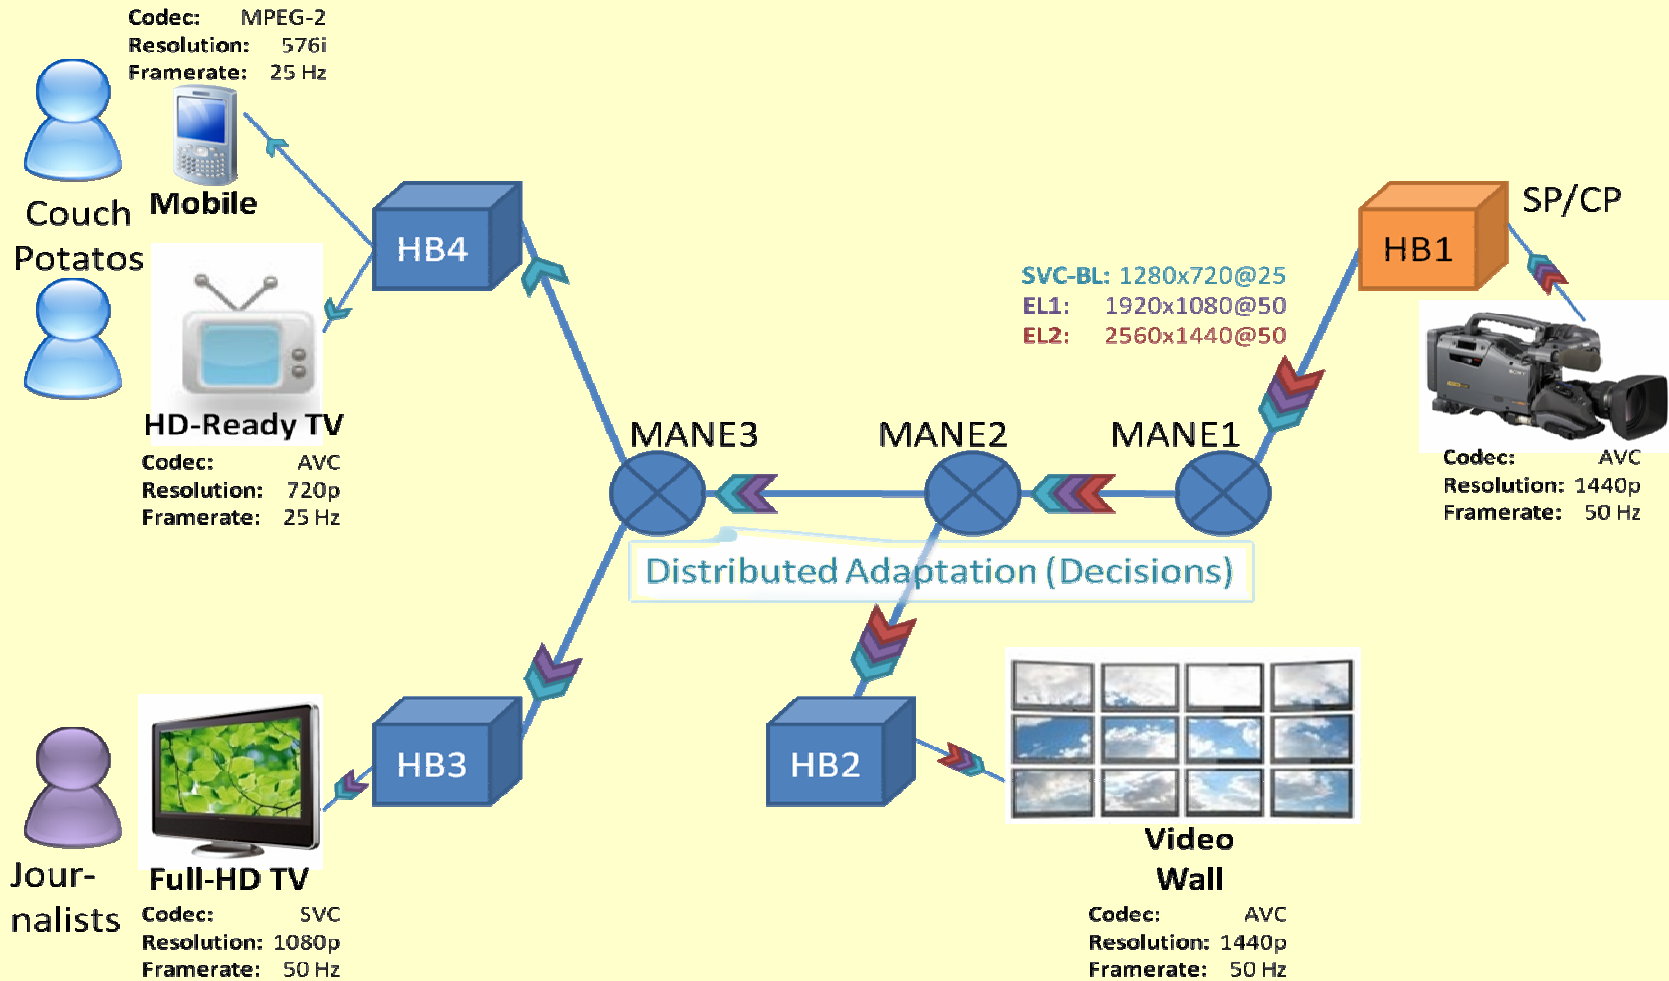 Codec: MPEG-2
Resolution: 576i
Framerate: 25 Hz
Mobile
Couch
Potatos
HB4
HD-Ready TV
Codec: AVC
Resolution: 720p
Framerate: 25 Hz
SP/CP
HB1
SVC-BL: 1280x720@25
EL1: 1920x1080@50
EL2: 2560x1440@50
Codec: AVC
Resolution: 1440p
Framerate: 50 Hz
MANE3
MANE2
MANE1
Distributed Adaptation (Decisions)
HB3
HB2
Jour-
nalists
Full-HD TV
Codec: SVC
Resolution: 1080p
Framerate: 50 Hz
Video
Wall
Codec: AVC
Resolution: 1440p
Framerate: 50 Hz